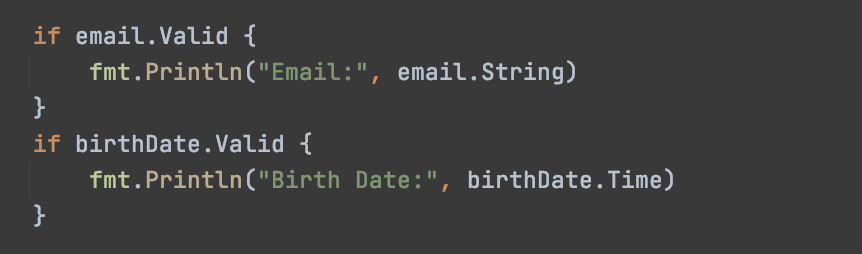 if email.Valid {
    fmt.Println("Email:", email.String)
}
if birthDate.Valid {
    fmt.Println("Birth Date:", birthDate.Time)
}